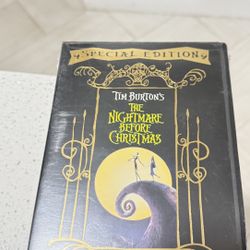 SPECIAL EDITION
TIM BURTON'S
THE
NIGHTMARE
BEFORE
CHRISTMAS